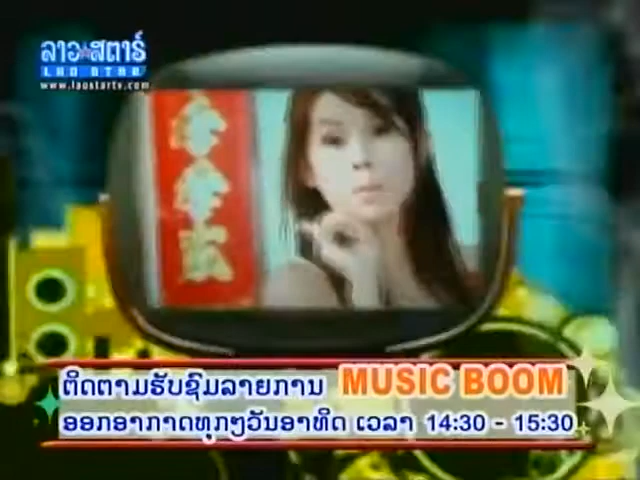 ລາວສຕາຣ໌
LAO STAR
www.laostartv.com
ຕິດຕາມຮັບຊົມລາຍການ MUSIC BOOM
ອອກອາກາດທຸກໆວັນອາທິດ ເວລາ 14:30 - 15:30